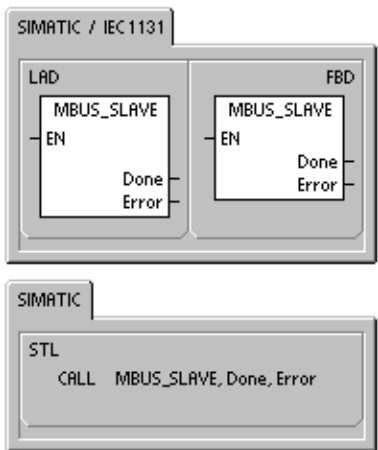 SIMATIC / IEC1131
LAD
FBD
MBUS_SLAVE
EN
Done
Error
MBUS_SLAVE
EN
Done
Error
SIMATIC
STL
CALL MBUS_SLAVE, Done, Error